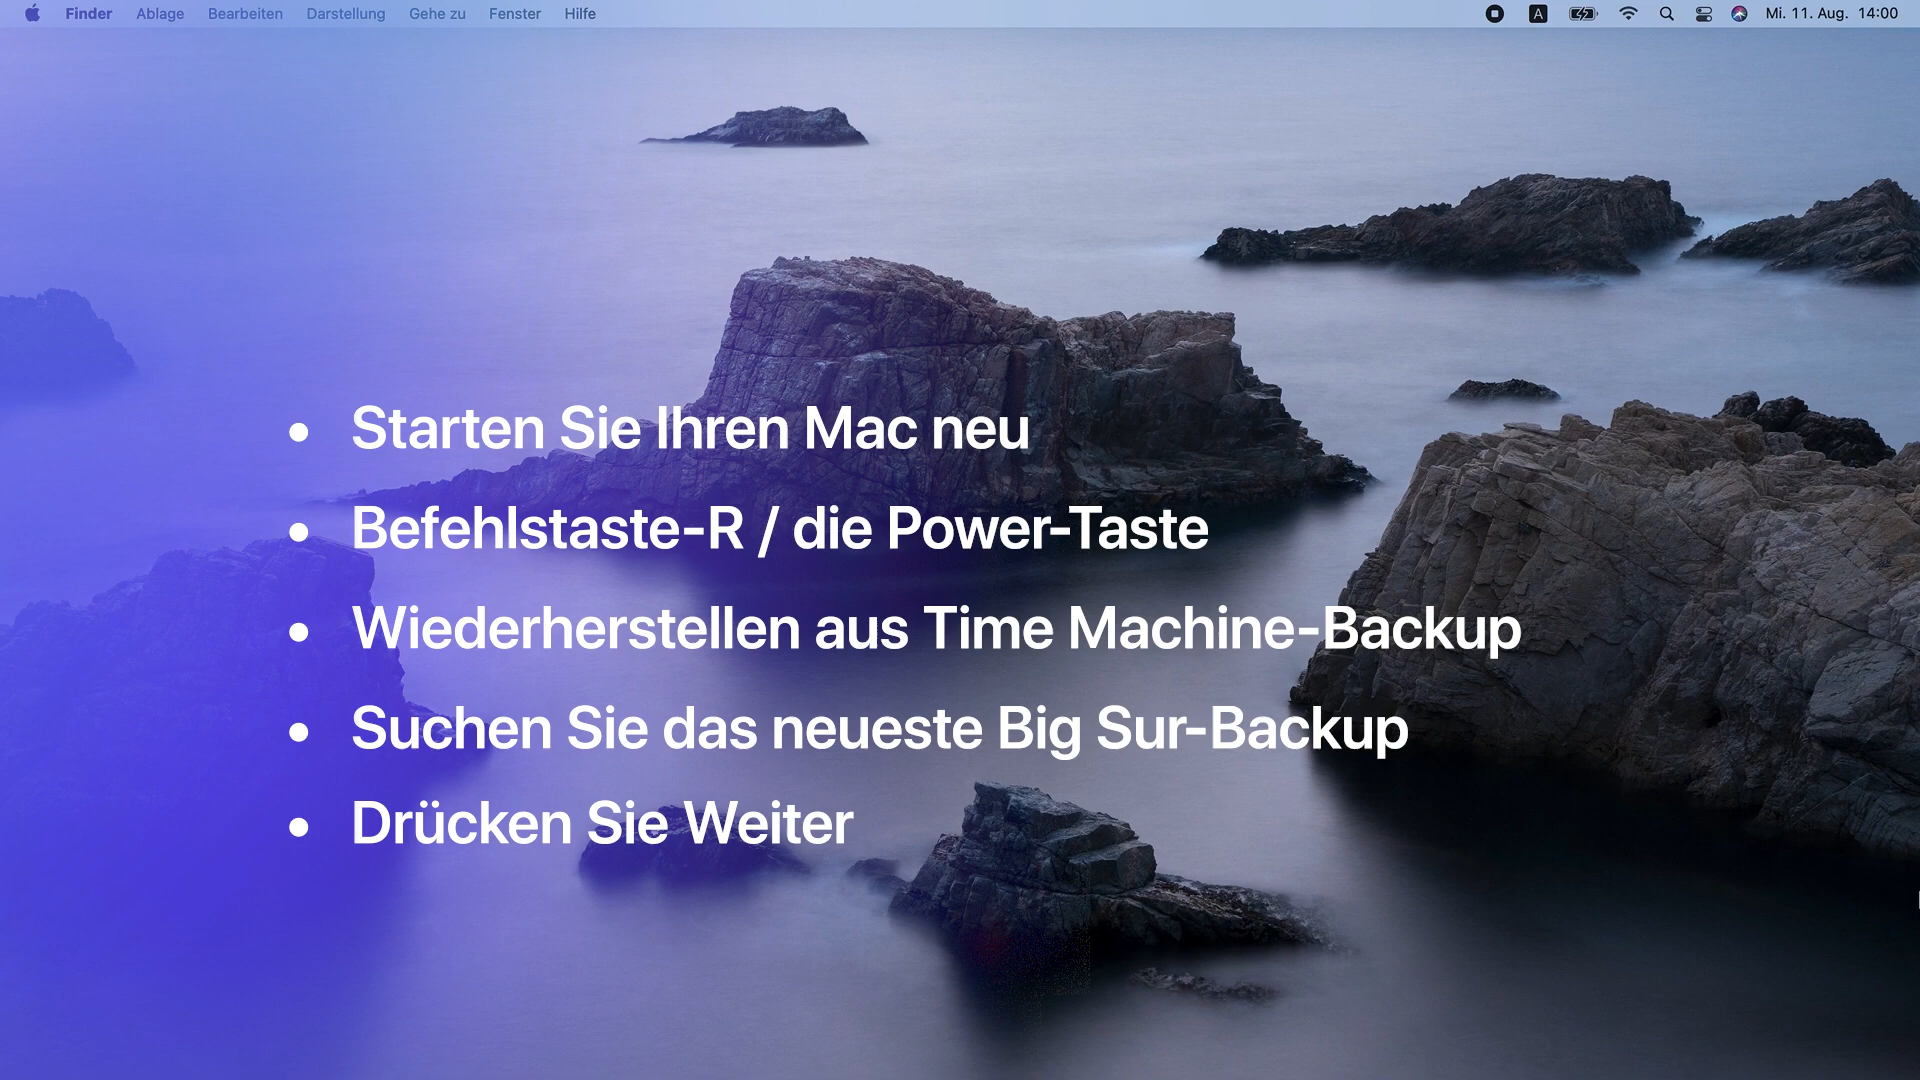 Finder Ablage Bearbeiten Darstellung Gehe zu Fenster Hilfe A Mi. 11. Aug. 14:00
• Starten Sie Ihren Mac neu
• Befehlstaste-R / die Power-Taste
• Wiederherstellen aus Time Machine-Backup
• Suchen Sie das neueste Big Sur-Backup
• Drücken Sie Weiter